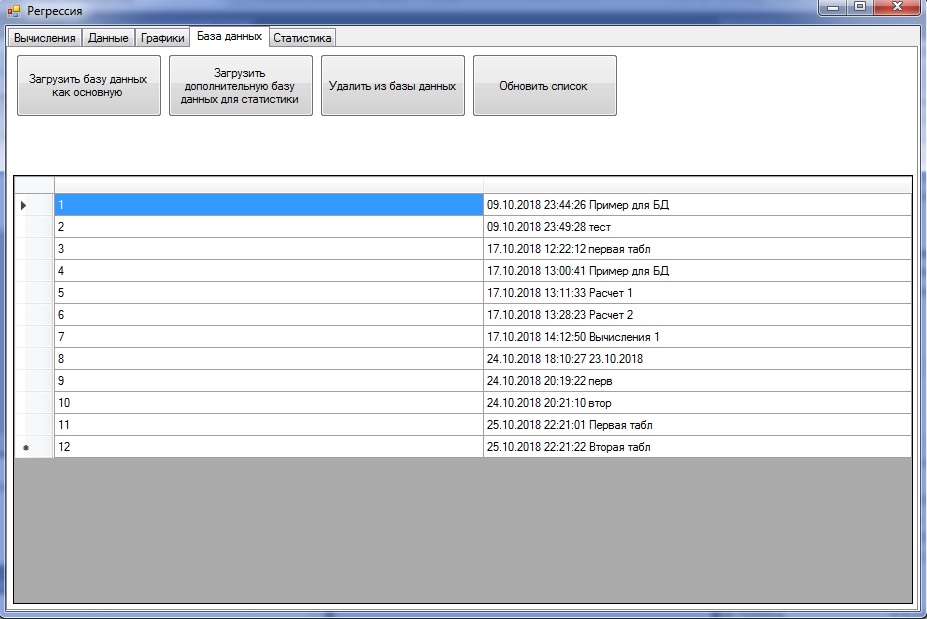 Регрессия
Вычисления Данные Графики База данных Статистика
Загрузить базу данных
как основную
Загрузить
дополнительную базу
данных для статистики
Удалить из базы данных
Обновить список
1 09.10.2018 23:44:26 Пример для БД
2 09.10.2018 23:49:28 тест
3 17.10.2018 12:22:12 первая табл
4 17.10.2018 13:00:41 Пример для БД
5 17.10.2018 13:11:33 Расчет 1
6 17.10.2018 13:28:23 Расчет 2
7 17.10.2018 14:12:50 Вычисления 1
8 24.10.2018 18:10:27 23.10.2018
9 24.10.2018 20:19:22 перв
10 24.10.2018 20:21:10 втор
11 25.10.2018 22:21:01 Первая табл
12 25.10.2018 22:21:22 Вторая табл